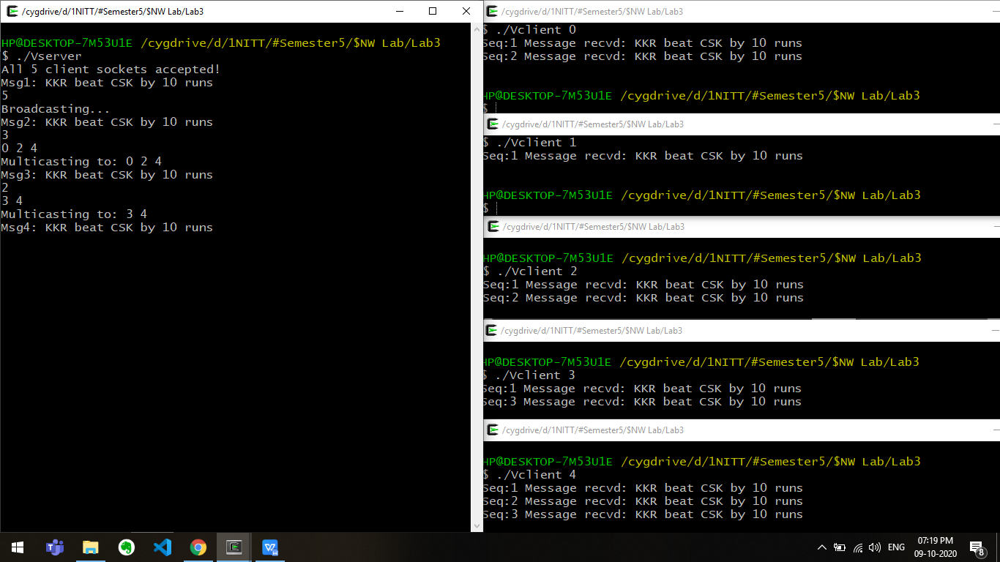 /cygdrive/d/1NITT/#Semester5/$NW Lab/Lab3
HP@DESKTOP-7M53U1E /cygdrive/d/1NITT/#Semester5/$NW Lab/Lab3
$ ./Vserver
All 5 client sockets accepted!
Msg1: KKR beat CSK by 10 runs
5
Broadcasting...
Msg2: KKR beat CSK by 10 runs
3
0 2 4
Multicasting to: 0 2 4
Msg3: KKR beat CSK by 10 runs
2
3 4
Multicasting to: 3 4
Msg4: KKR beat CSK by 10 runs
/cygdrive/d/1NITT/#Semester5/$NW Lab/Lab3
$ ./Vclient 0
Seq:1 Message recvd: KKR beat CSK by 10 runs
Seq:2 Message recvd: KKR beat CSK by 10 runs
HP@DESKTOP-7M53U1E /cygdrive/d/1NITT/#Semester5/$NW Lab/Lab3
$
/cygdrive/d/1NITT/#Semester5/$NW Lab/Lab3
$ ./Vclient 1
Seq:1 Message recvd: KKR beat CSK by 10 runs
HP@DESKTOP-7M53U1E /cygdrive/d/1NITT/#Semester5/$NW Lab/Lab3
$
/cygdrive/d/1NITT/#Semester5/$NW Lab/Lab3
HP@DESKTOP-7M53U1E /cygdrive/d/1NITT/#Semester5/$NW Lab/Lab3
$ ./Vclient 2
Seq:1 Message recvd: KKR beat CSK by 10 runs
Seq:2 Message recvd: KKR beat CSK by 10 runs
/cygdrive/d/1NITT/#Semester5/$NW Lab/Lab3
HP@DESKTOP-7M53U1E /cygdrive/d/1NITT/#Semester5/$NW Lab/Lab3
$ ./Vclient 3
Seq:1 Message recvd: KKR beat CSK by 10 runs
Seq:3 Message recvd: KKR beat CSK by 10 runs
/cygdrive/d/1NITT/#Semester5/$NW Lab/Lab3
HP@DESKTOP-7M53U1E /cygdrive/d/1NITT/#Semester5/$NW Lab/Lab3
$ ./Vclient 4
Seq:1 Message recvd: KKR beat CSK by 10 runs
Seq:2 Message recvd: KKR beat CSK by 10 runs
Seq:3 Message recvd: KKR beat CSK by 10 runs
ENG
07:19 PM
09-10-2020
8